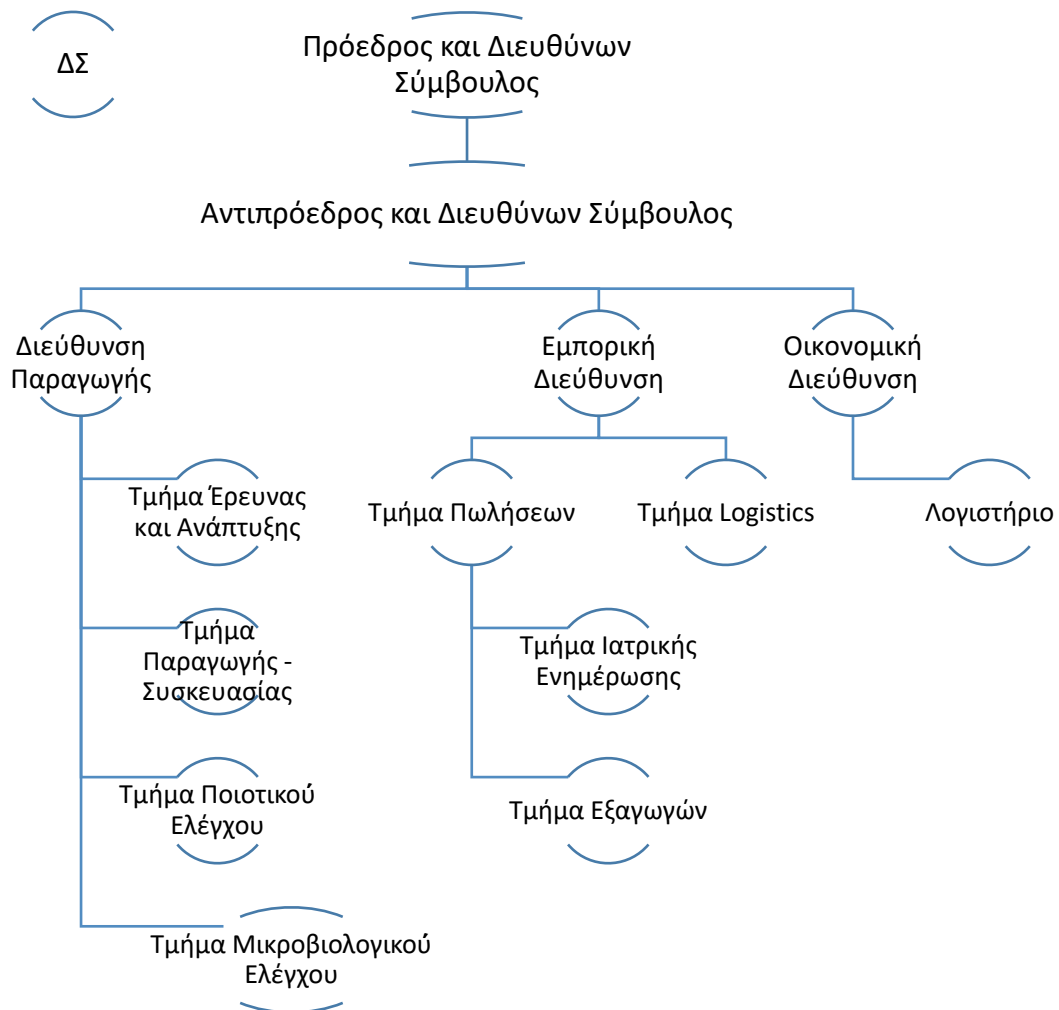 ΔΣ
Πρόεδρος και Διευθύνων
Σύμβουλος
Αντιπρόεδρος και Διευθύνων Σύμβουλος
Διεύθυνση
Παραγωγής
Εμπορική
Διεύθυνση
Οικονομική
Διεύθυνση
Τμήμα Έρευνας
και Ανάπτυξης
Τμήμα Πωλήσεων
Τμήμα Logistics
Λογιστήριο
Τμήμα
Παραγωγής -
Συσκευασίας
Τμήμα Ιατρικής
Ενημέρωσης
Τμήμα Ποιοτικού
Ελέγχου
Τμήμα Εξαγωγών
Τμήμα Μικροβιολογικού
Ελέγχου